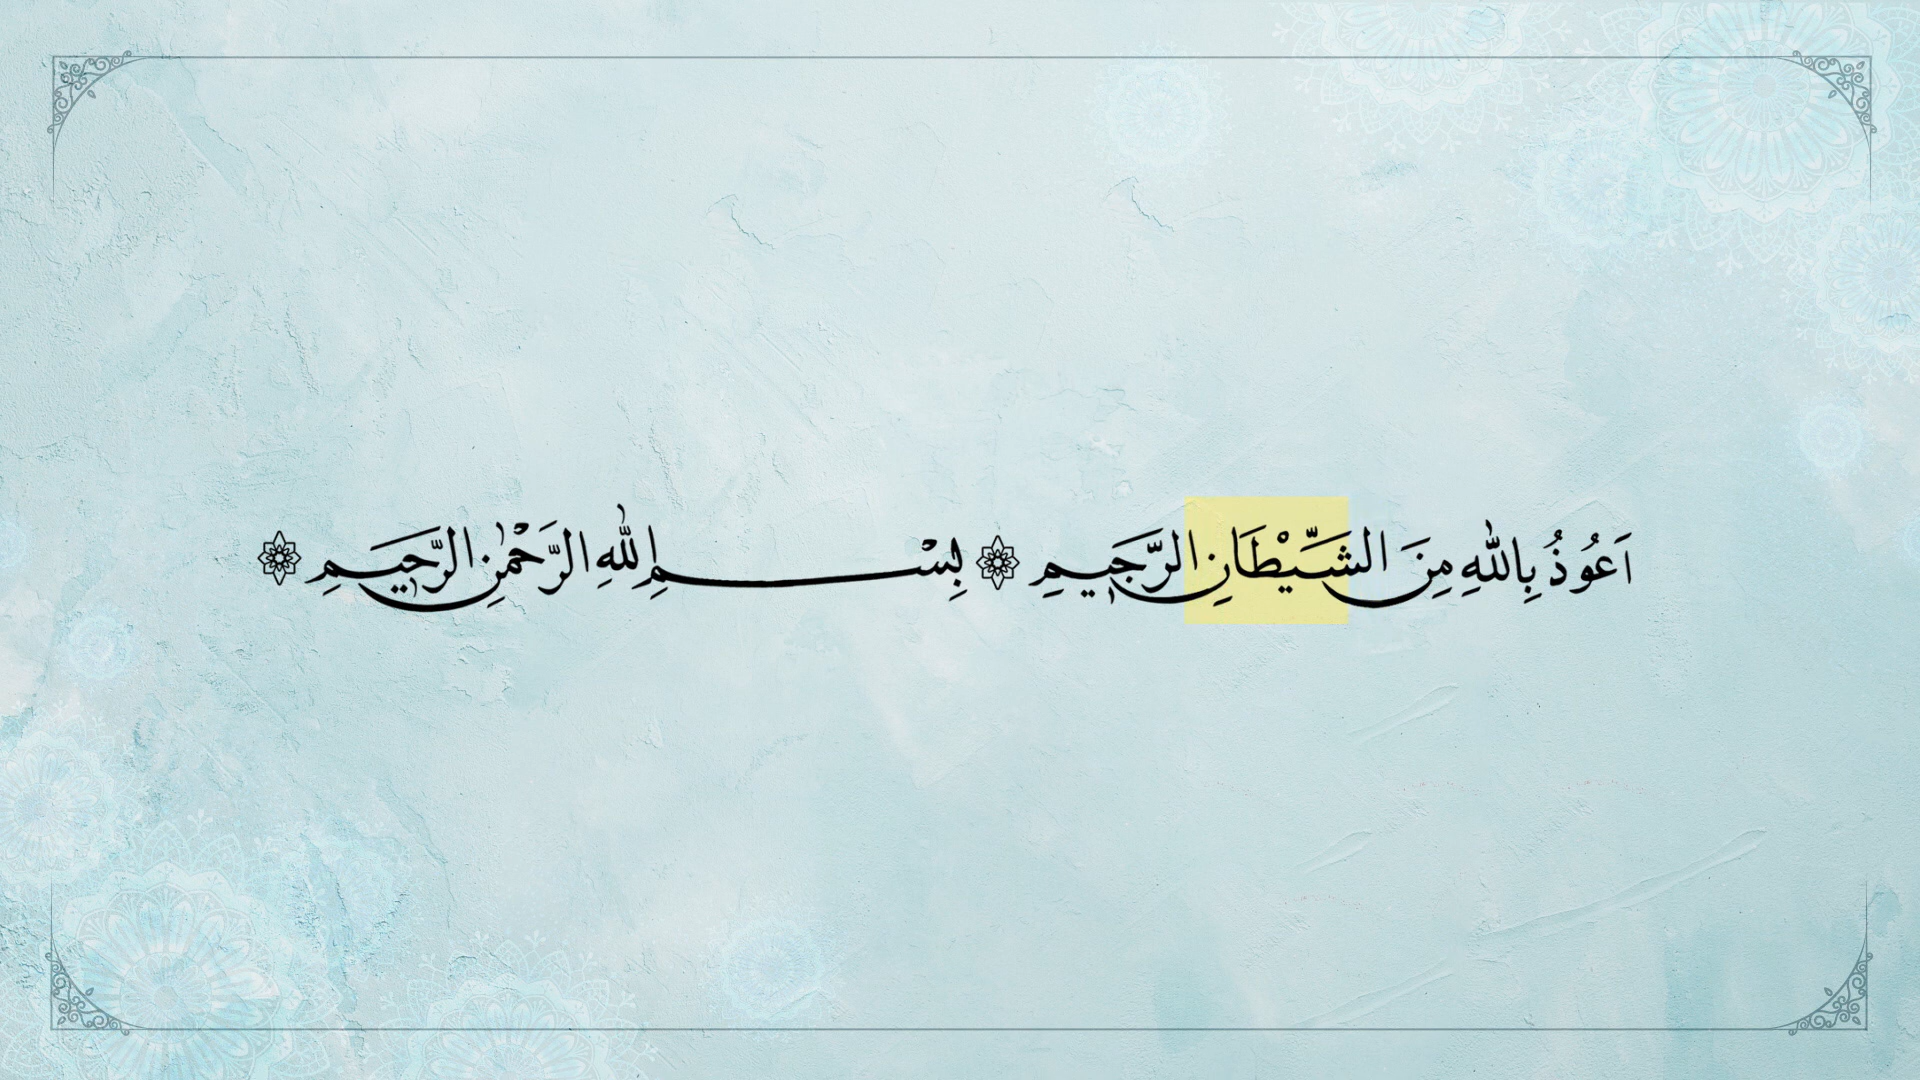 اَعُوذُ بِاللّٰهِ مِنَ الشَّيْطَانِ الرَّجٖيمِ ۞ بِسْمِ اللّٰهِ الرَّحْمٰنِ الرَّحٖيمِ ۞